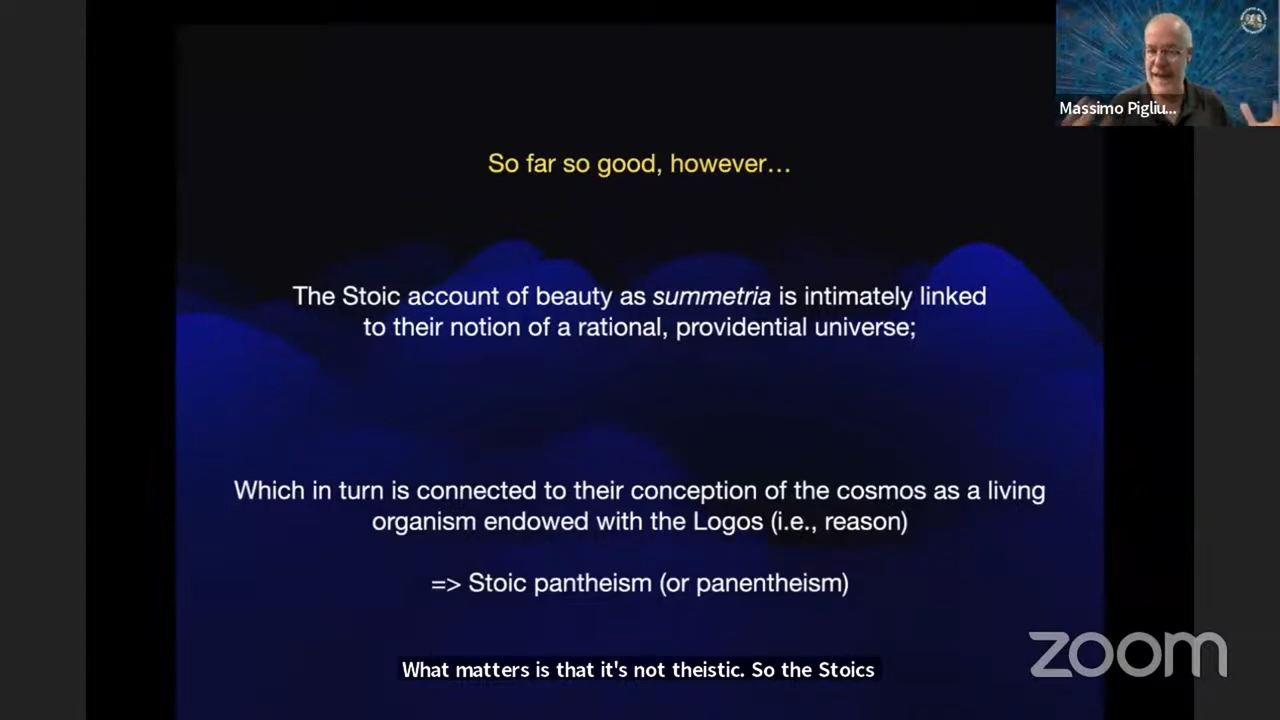 Massimo Pigliu...
So far so good, however...
The Stoic account of beauty as summetria is intimately linked
to their notion of a rational, providential universe;
Which in turn is connected to their conception of the cosmos as a living
organism endowed with the Logos (i.e., reason)
=> Stoic pantheism (or panentheism)
What matters is that it's not theistic. So the Stoics
zoom